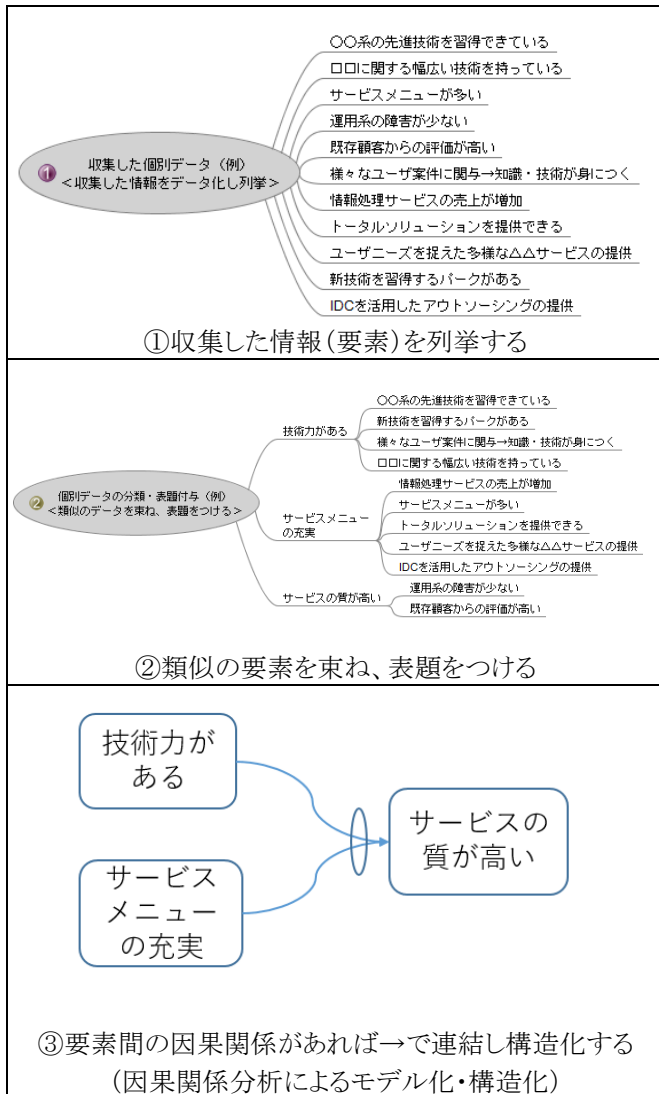 ①
収集した個別データ（例）
＜収集した情報をデータ化し列挙＞
〇〇系の先進技術を習得できている
ロロに関する幅広い技術を持っている
サービスメニューが多い
運用系の障害が少ない
既存顧客からの評価が高い
様々なユーザ案件に関与→知識・技術が身につく
情報処理サービスの売上が増加
トータルソリューションを提供できる
ユーザニーズを捉えた多様な△△サービスの提供
新技術を習得するパークがある
IDCを活用したアウトソーシングの提供
①収集した情報（要素）を列挙する
②
個別データの分類・表題付与（例）
＜類似のデータを束ね、表題をつける＞
技術力がある
〇〇系の先進技術を習得できている
新技術を習得するパークがある
様々なユーザ案件に関与→知識・技術が身につく
ロロに関する幅広い技術を持っている
サービスメニュー
の充実
情報処理サービスの売上が増加
サービスメニューが多い
トータルソリューションを提供できる
ユーザニーズを捉えた多様な△△サービスの提供
IDCを活用したアウトソーシングの提供
サービスの質が高い
運用系の障害が少ない
既存顧客からの評価が高い
②類似の要素を束ね、表題をつける
技術力が
ある
サービス
メニュー
の充実
サービスの
質が高い
③要素間の因果関係があれば→で連結し構造化する
（因果関係分析によるモデル化・構造化）